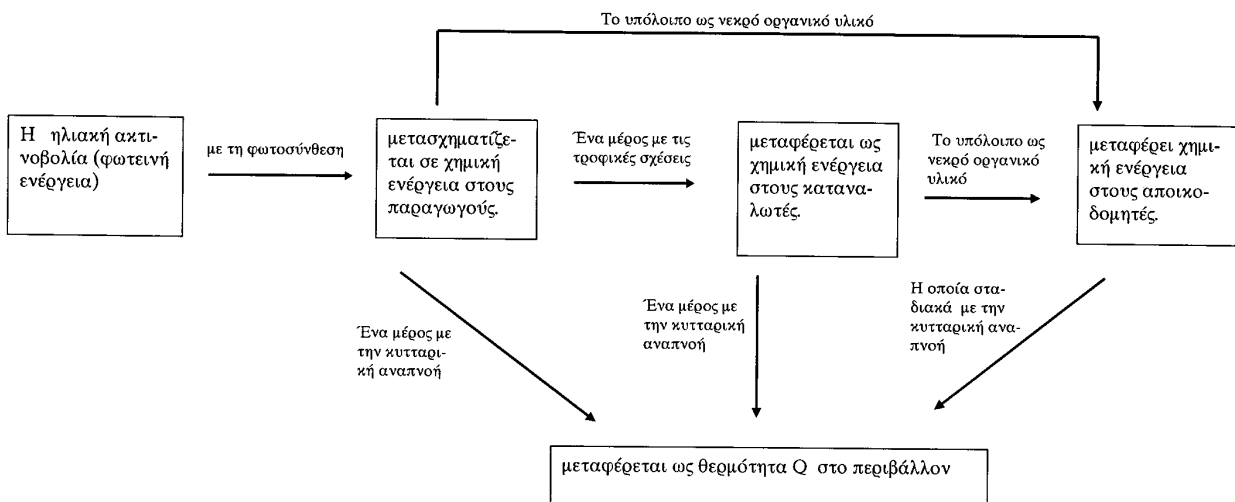 Το υπόλοιπο ως νεκρό οργανικό υλικό
Η ηλιακή ακτι-
νοβολία (φωτεινή
ενέργεια)
με τη φωτοσύνθεση
μετασχηματίζε-
ται σε χημική
ενέργεια στους
παραγωγούς.
Ένα μέρος με τις
τροφικές σχέσεις
μεταφέρεται ως
χημική ενέργεια
στους κατανα-
λωτές.
Το υπόλοιπο ως
νεκρό οργανικό
υλικό
μεταφέρει χημι-
κή ενέργεια
στους αποικο-
δομητές.
Ένα μέρος με
την κυτταρι-
κή αναπνοή
Ένα μέρος με
την κυτταρική
αναπνοή
Η οποία στα-
διακά με την
κυτταρική ανα-
πνοή
μεταφέρεται ως θερμότητα Q στο περιβάλλον